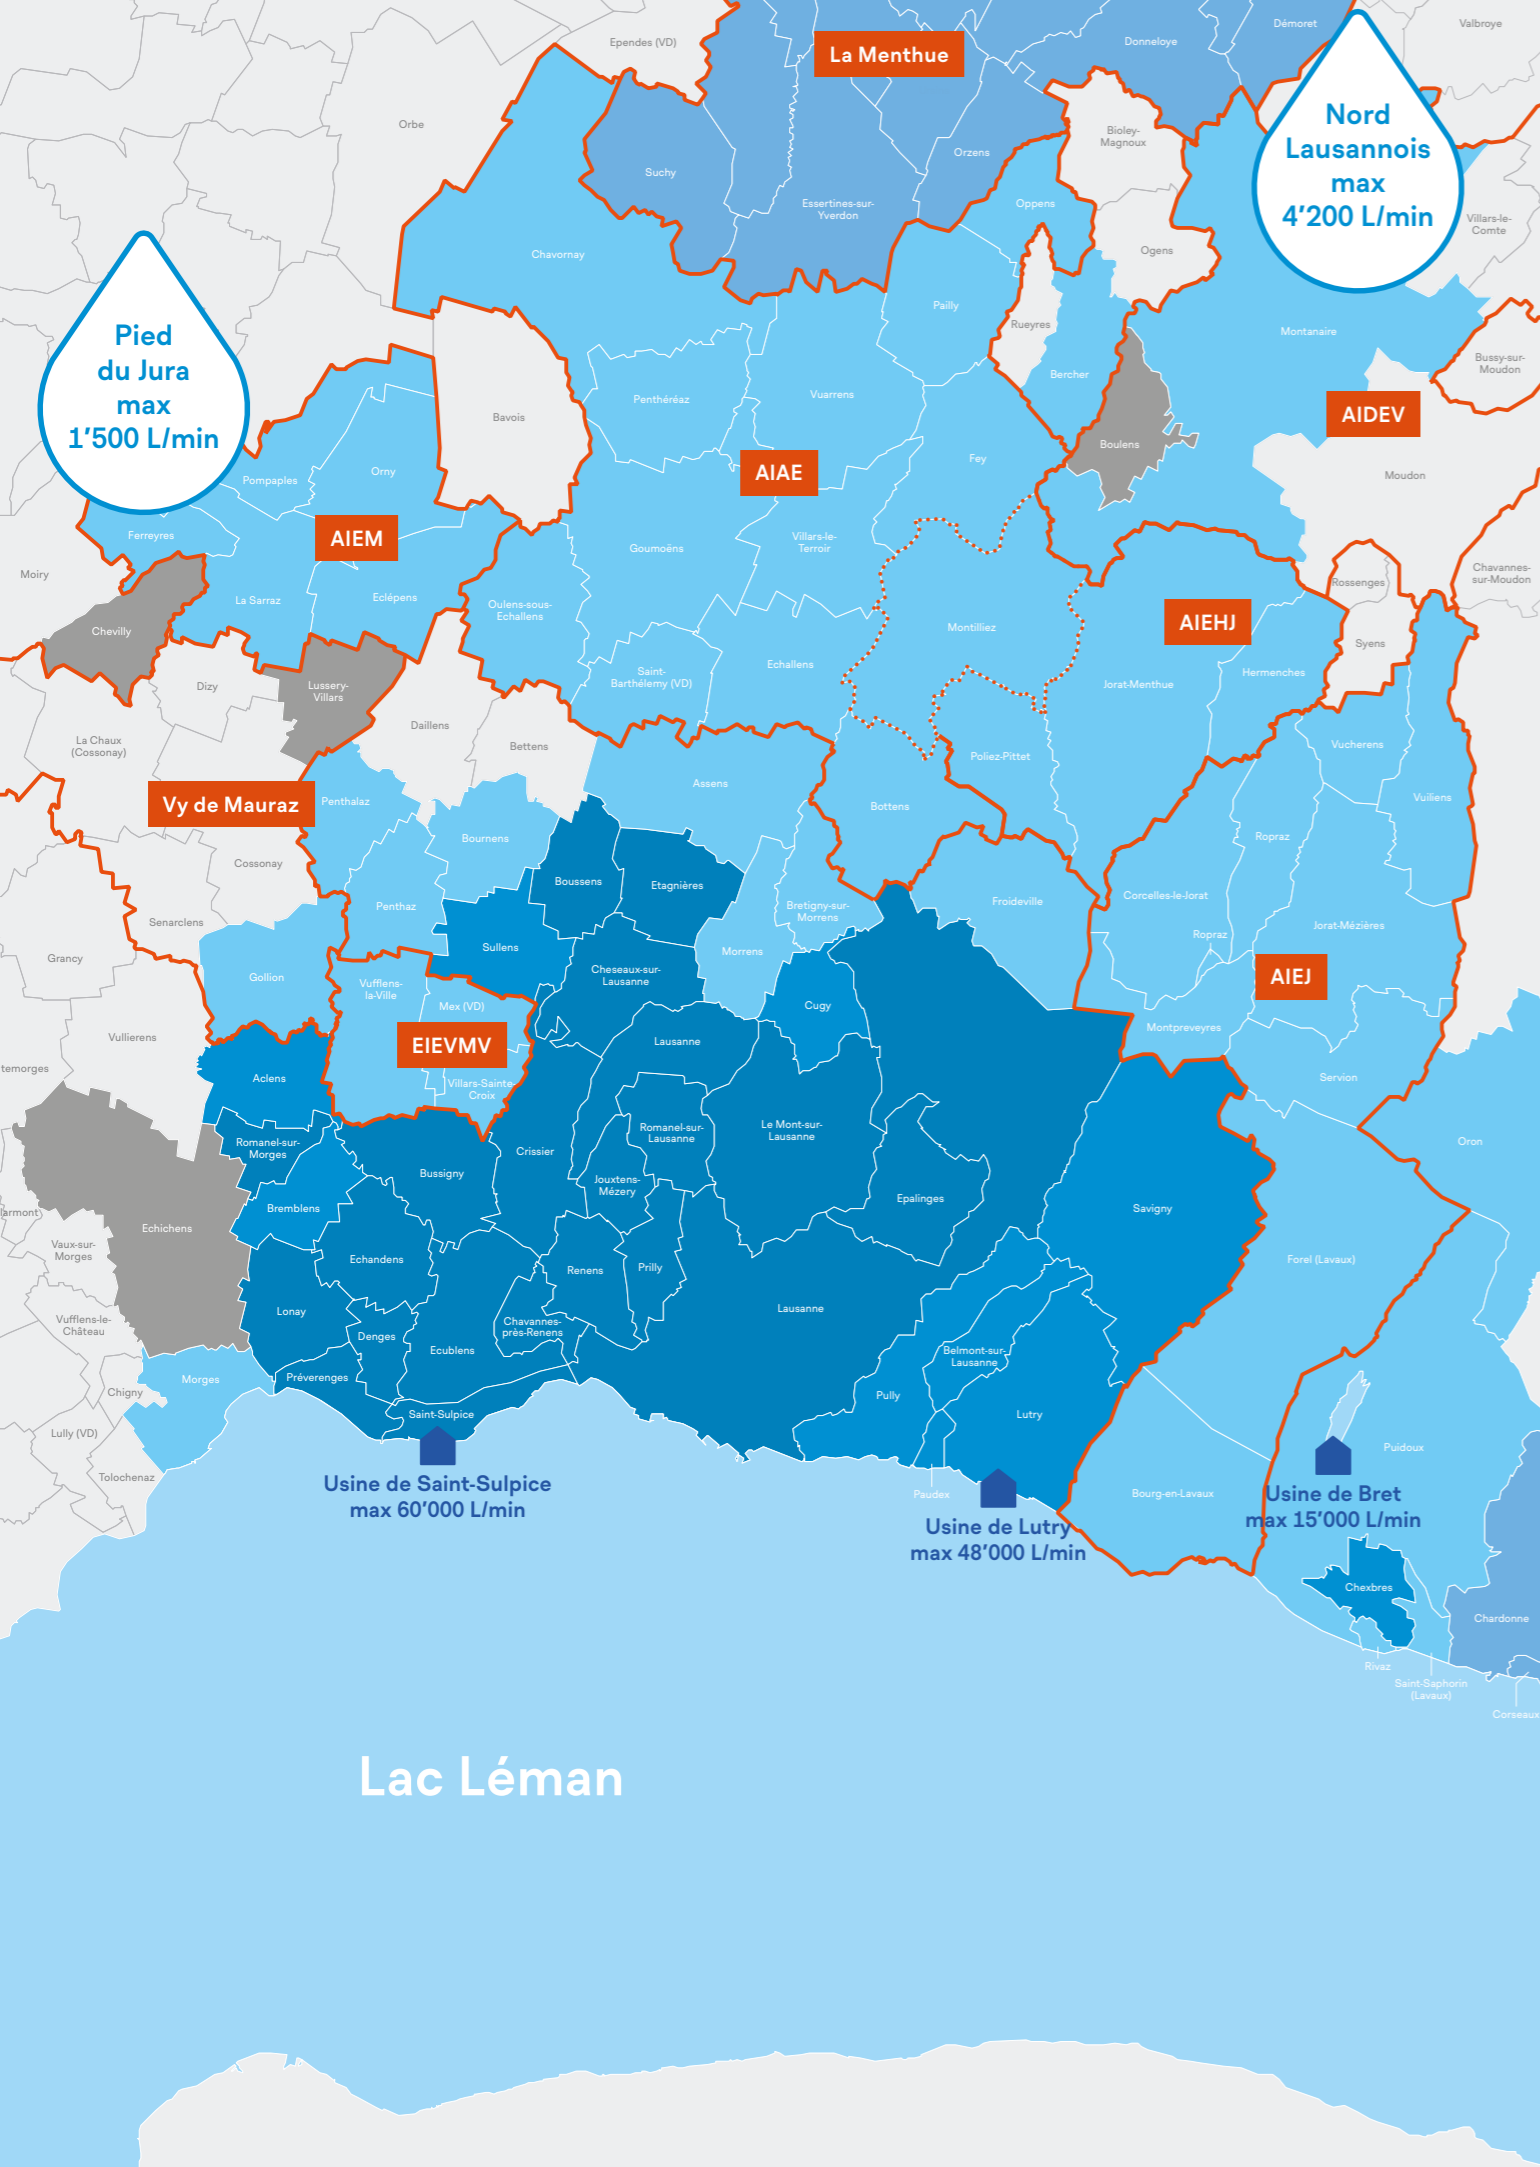 Ependes (VD)
La Menthue
Donneloye
Démoret
Valbroye
Orbe
Bioley-
Magnoux
Nord
Lausannois
max
4’200 L/min
Suchy
Orzens
Essertines-sur-
Yverdon
Oppens
Villars-le-
Comte
Chavornay
Ogens
Pailly
Rueyres
Montanaire
Pied
du Jura
max
1’500 L/min
Bussy-sur-
Moudon
Bercher
Penthéréaz
Vuarrens
Bavois
AIDEV
Boulens
Fey
AIAE
Orny
Pompaples
Moudon
Ferreyres
AIEM
Goumoëns
Villars-le-
Terroir
Moiry
Chavannes-
sur-Moudon
Rossenges
La Sarraz
Eclépens
Oulens-sous-
Echallens
Chevilly
Montilliez
AIEHJ
Syens
Echallens
Saint-
Barthélemy (VD)
Hermenches
Jorat-Menthue
Dizy
Lussery-
Villars
Daillens
Bettens
La Chaux
(Cossonay)
Vucherens
Poliez-Pittet
Assens
Vy de Mauraz
Penthalaz
Bottens
Vuiliens
Bournens
Ropraz
Cossonay
Boussens
Etagnières
Penthaz
Bretigny-sur-
Morrens
Froideville
Corcelles-le-Jorat
Senarclens
Jorat-Mézières
Ropraz
Sullens
Morrens
Grancy
Gollion
Cheseaux-sur-
Lausanne
AIEJ
Vufflens-
la-Ville
Mex (VD)
Cugy
Montpreveyres
Vullierens
EIEVMV
Lausanne
temorges
Aclens
Villars-Sainte-
Croix
Servion
Romanel-sur-
Morges
Romanel-sur-
Lausanne
Le Mont-sur-
Lausanne
Crissier
Oron
Bussigny
Jouxtens-
Mézery
Epalinges
Bremblens
Savigny
larmont
Echichens
Vaux-sur-
Morges
Echandens
Renens
Prilly
Forel (Lavaux)
Lonay
Lausanne
Vufflens-le-
Château
Denges
Chavannes-
près-Renens
Ecublens
Belmont-sur-
Lausanne
Préverenges
Morges
Chigny
Pully
Saint-Sulpice
Lutry
Lully (VD)
Puidoux
Tolochenaz
Usine de Saint-Sulpice
max 60’000 L/min
Paudex
Bourg-en-Lavaux
Usine de Bret
max 15’000 L/min
Usine de Lutry
max 48’000 L/min
Chexbres
Chardonne
Rivaz
Saint-Saphorin
(Lavaux)
Corseaux
Lac Léman